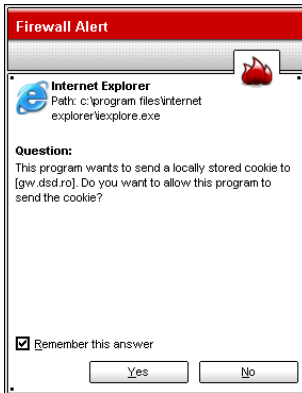 Firewall Alert
Internet Explorer
Path: c:\program files\internet
explorer\iexplore.exe
Question:
This program wants to send a locally stored cookie to
[gw.dsd.ro]. Do you want to allow this program to
send the cookie?
Remember this answer
Yes
No